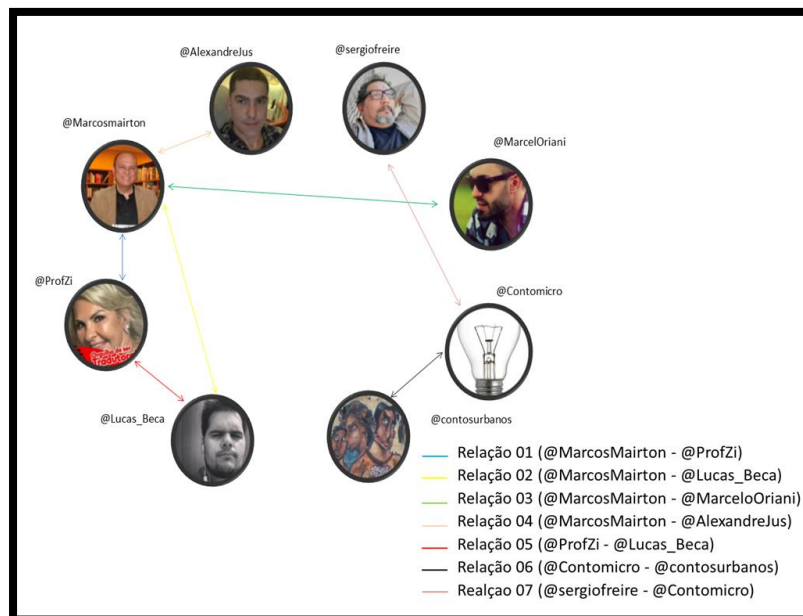 @AlexandreJus
@sergiofreire
@Marcosmairton
@MarcelOriani
@ProfZi
@Contomicro
@Lucas_Beca
@contosurbanos
Relação 01 (@MarcosMairton - @ProfZi)
Relação 02 (@MarcosMairton - @Lucas_Beca)
Relação 03 (@MarcosMairton - @MarceloOriani)
Relação 04 (@MarcosMairton - @AlexandreJus)
Relação 05 (@ProfZi - @Lucas_Beca)
Relação 06 (@Contomicro - @contosurbanos)
Realçao 07 (@sergiofreire - @Contomicro)